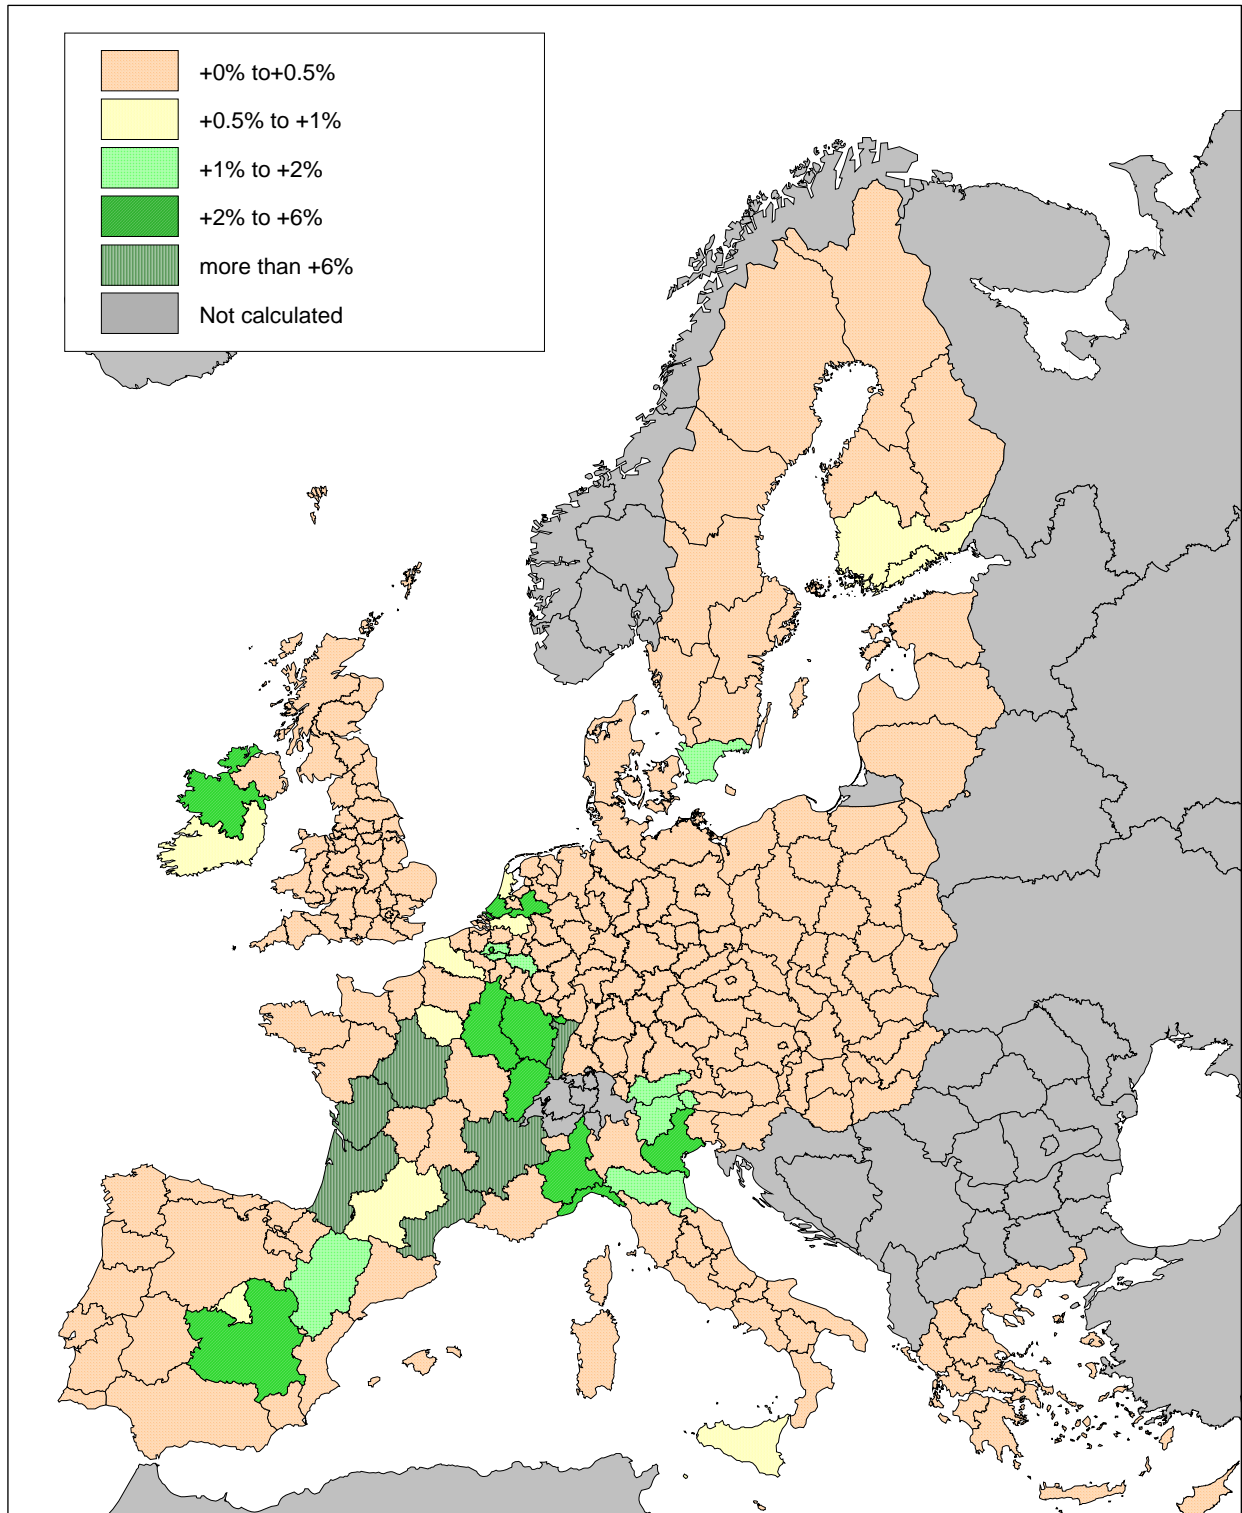 +0% to+0.5%
+0.5% to +1%
+1% to +2%
+2% to +6%
more than +6%
Not calculated